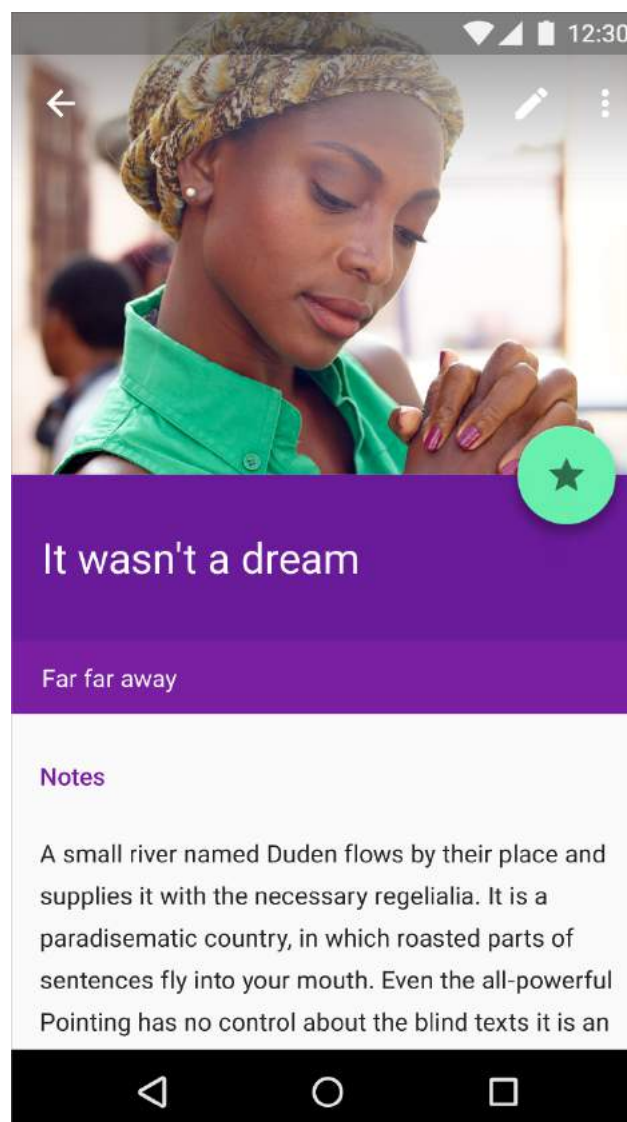 12:30
It wasn't a dream
Far far away
Notes
A small river named Duden flows by their place and
supplies it with the necessary regelialia. It is a
paradisematic country, in which roasted parts of
sentences fly into your mouth. Even the all-powerful
Pointing has no control about the blind texts it is an